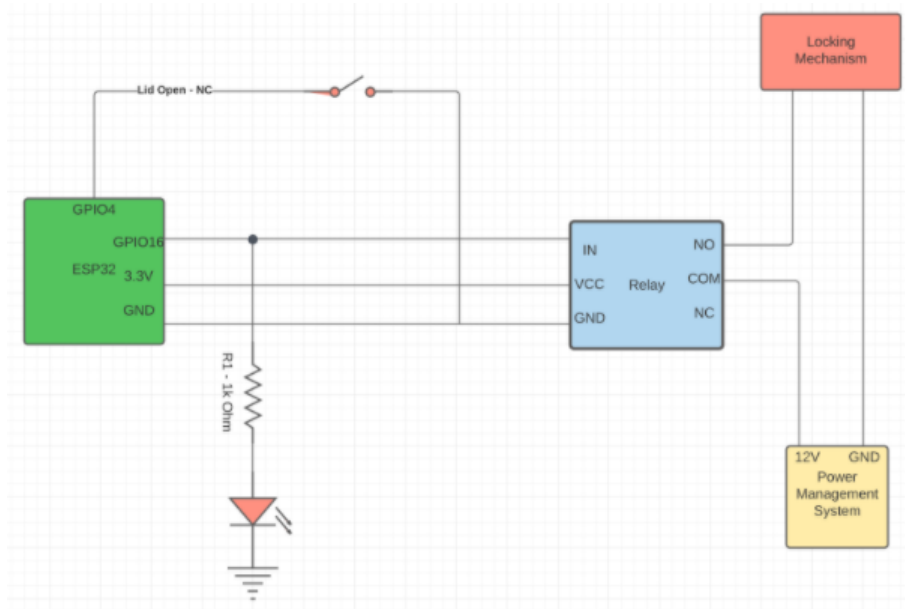 Locking
Mechanism
Lid Open - NC
GPIO4
GPIO16
ESP32
3.3V
GND
IN
VCC
GND
Relay
NO
COM
NC
R1 - 1k Ohm
12V
GND
Power
Management
System